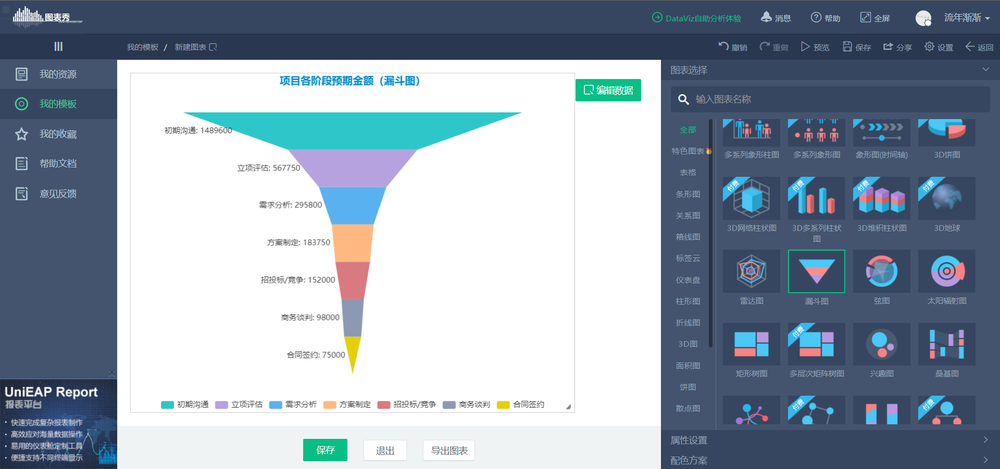 图表秀
DataViz自助分析体验
消息
帮助
全屏
流年渐渐
我的模板 / 新建图表
撤销
重做
预览
保存
分享
设置
返回
我的资源
我的模板
我的收藏
帮助文档
意见反馈
UniEAP Report
报表平台
· 快速完成复杂报表制作
· 高效应对海量数据操作
· 易用的仪表舱定制工具
· 便捷支持不同终端显示
项目各阶段预期金额（漏斗图）
编辑数据
初期沟通: 1489600
立项评估: 567750
需求分析: 295800
方案制定: 183750
招投标/竞争: 152000
商务谈判: 98000
合同签约: 75000
初期沟通 立项评估 需求分析 方案制定 招投标/竞争 商务谈判 合同签约
保存
退出
导出图表
图表选择
输入图表名称
全部
特色图表
表格
条形图
关系图
箱线图
标签云
仪表盘
柱形图
折线图
3D图
面积图
饼图
散点图
多系列象形柱图
多系列象形图
象形图(时间轴)
3D饼图
付费
付费
付费
付费
3D网络柱状图
3D多系列柱状
图
3D堆积柱状图
3D地球
雷达图
漏斗图
弦图
太阳辐射图
付费
矩形树图
多层次矩阵树图
兴趣图
桑基图
付费
付费
属性设置
配色方案